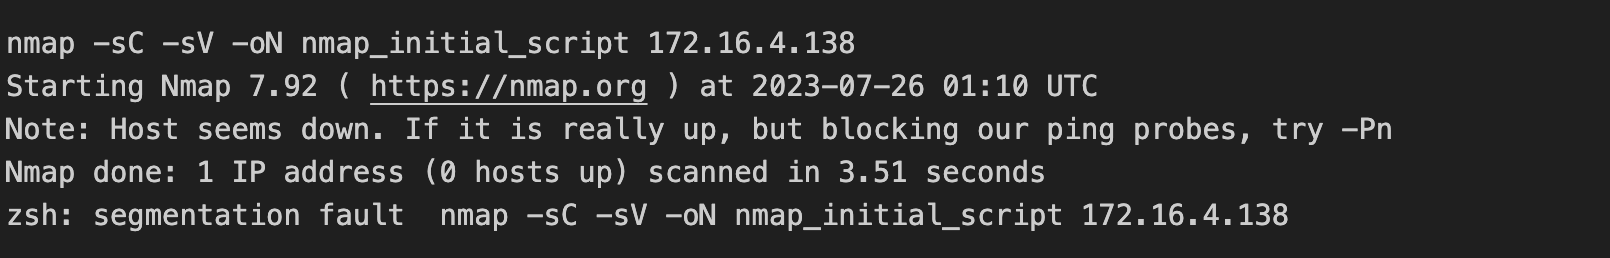 nmap -sC -sV -oN nmap_initial_script 172.16.4.138
Starting Nmap 7.92 ( https://nmap.org ) at 2023-07-26 01:10 UTC
Note: Host seems down. If it is really up, but blocking our ping probes, try -Pn
Nmap done: 1 IP address (0 hosts up) scanned in 3.51 seconds
zsh: segmentation fault  nmap -sC -sV -oN nmap_initial_script 172.16.4.138